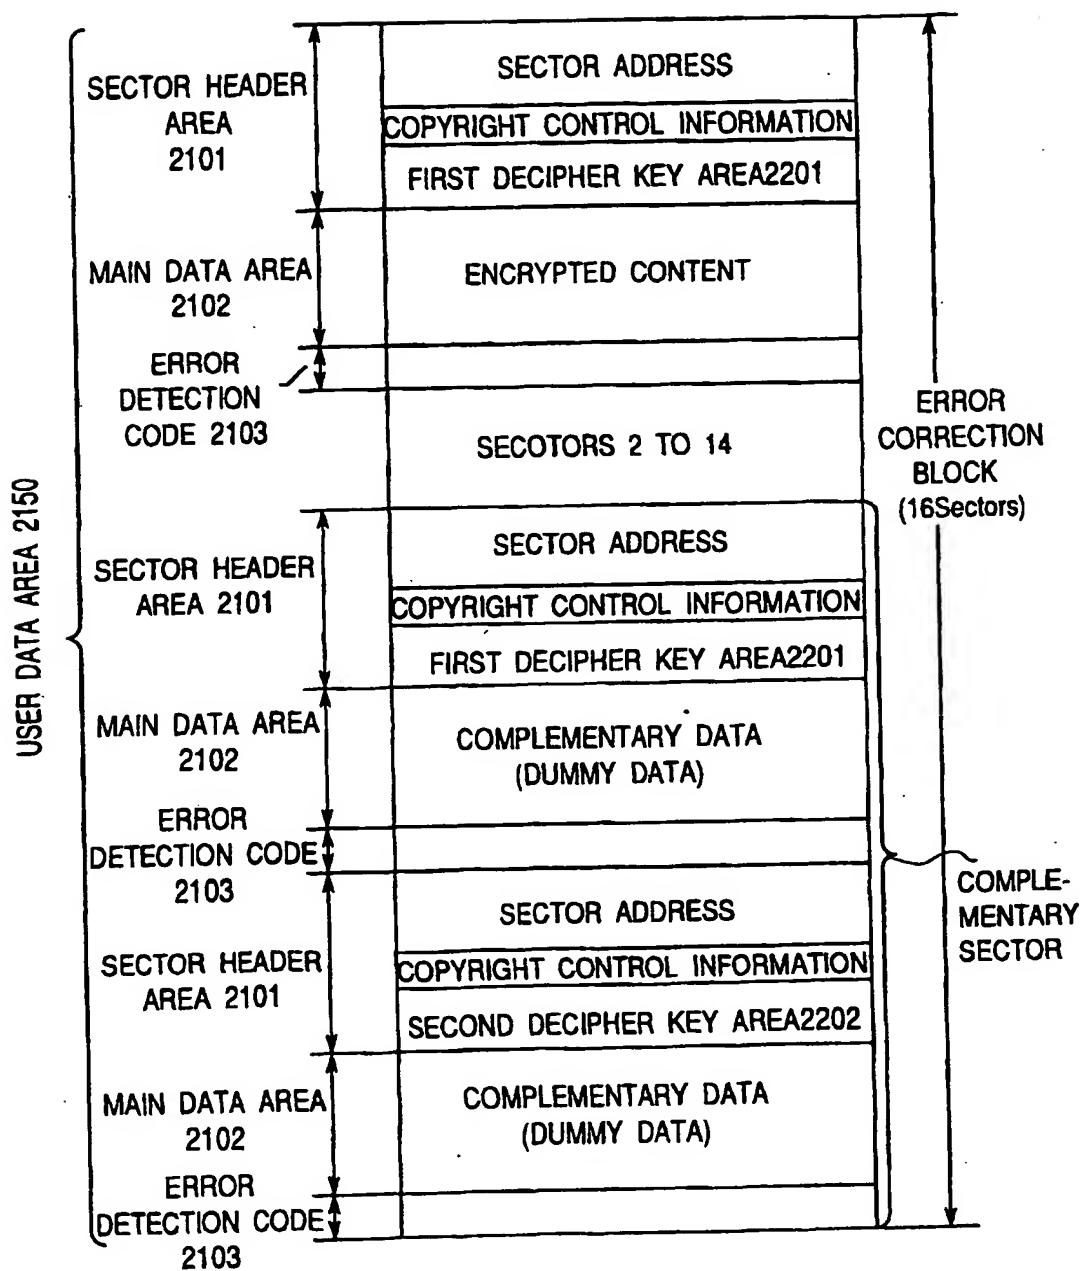 USER DATA AREA 2150
SECTOR HEADER
AREA
2101
SECTOR ADDRESS
COPYRIGHT CONTROL INFORMATION
FIRST DECIPHER KEY AREA2201
MAIN DATA AREA
2102
ENCRYPTED CONTENT
ERROR
DETECTION
CODE 2103
SECOTORS 2 TO 14
ERROR
CORRECTION
BLOCK
(16Sectors)
SECTOR HEADER
AREA 2101
SECTOR ADDRESS
COPYRIGHT CONTROL INFORMATION
FIRST DECIPHER KEY AREA2201
MAIN DATA AREA
2102
COMPLEMENTARY DATA
(DUMMY DATA)
ERROR
DETECTION CODE
2103
COMPLE-
MENTARY
SECTOR
SECTOR HEADER
AREA 2101
SECTOR ADDRESS
COPYRIGHT CONTROL INFORMATION
SECOND DECIPHER KEY AREA2202
MAIN DATA AREA
2102
COMPLEMENTARY DATA
(DUMMY DATA)
ERROR
DETECTION CODE
2103